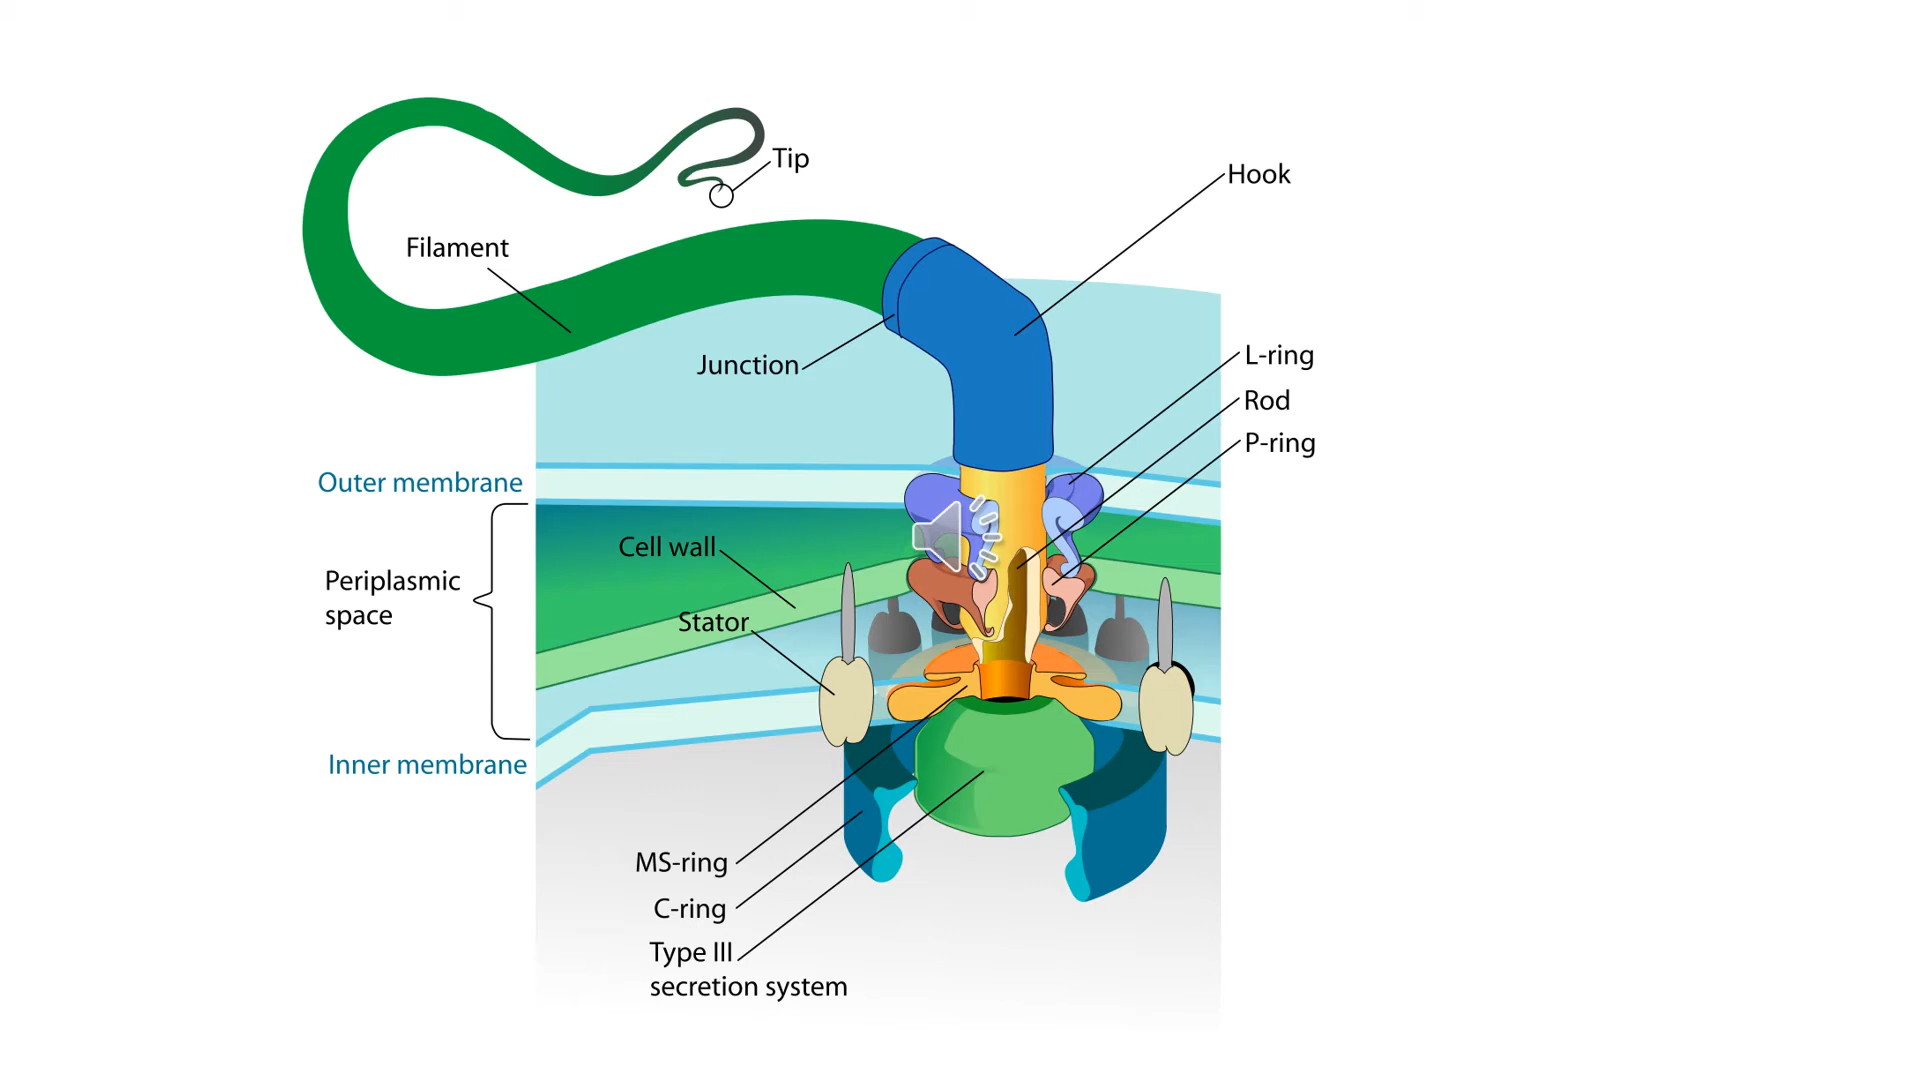 Tip
Hook
Filament
L-ring
Junction
Rod
P-ring
Outer membrane
Cell wall
Periplasmic
space
Stator
Inner membrane
MS-ring
C-ring
Type III
secretion system